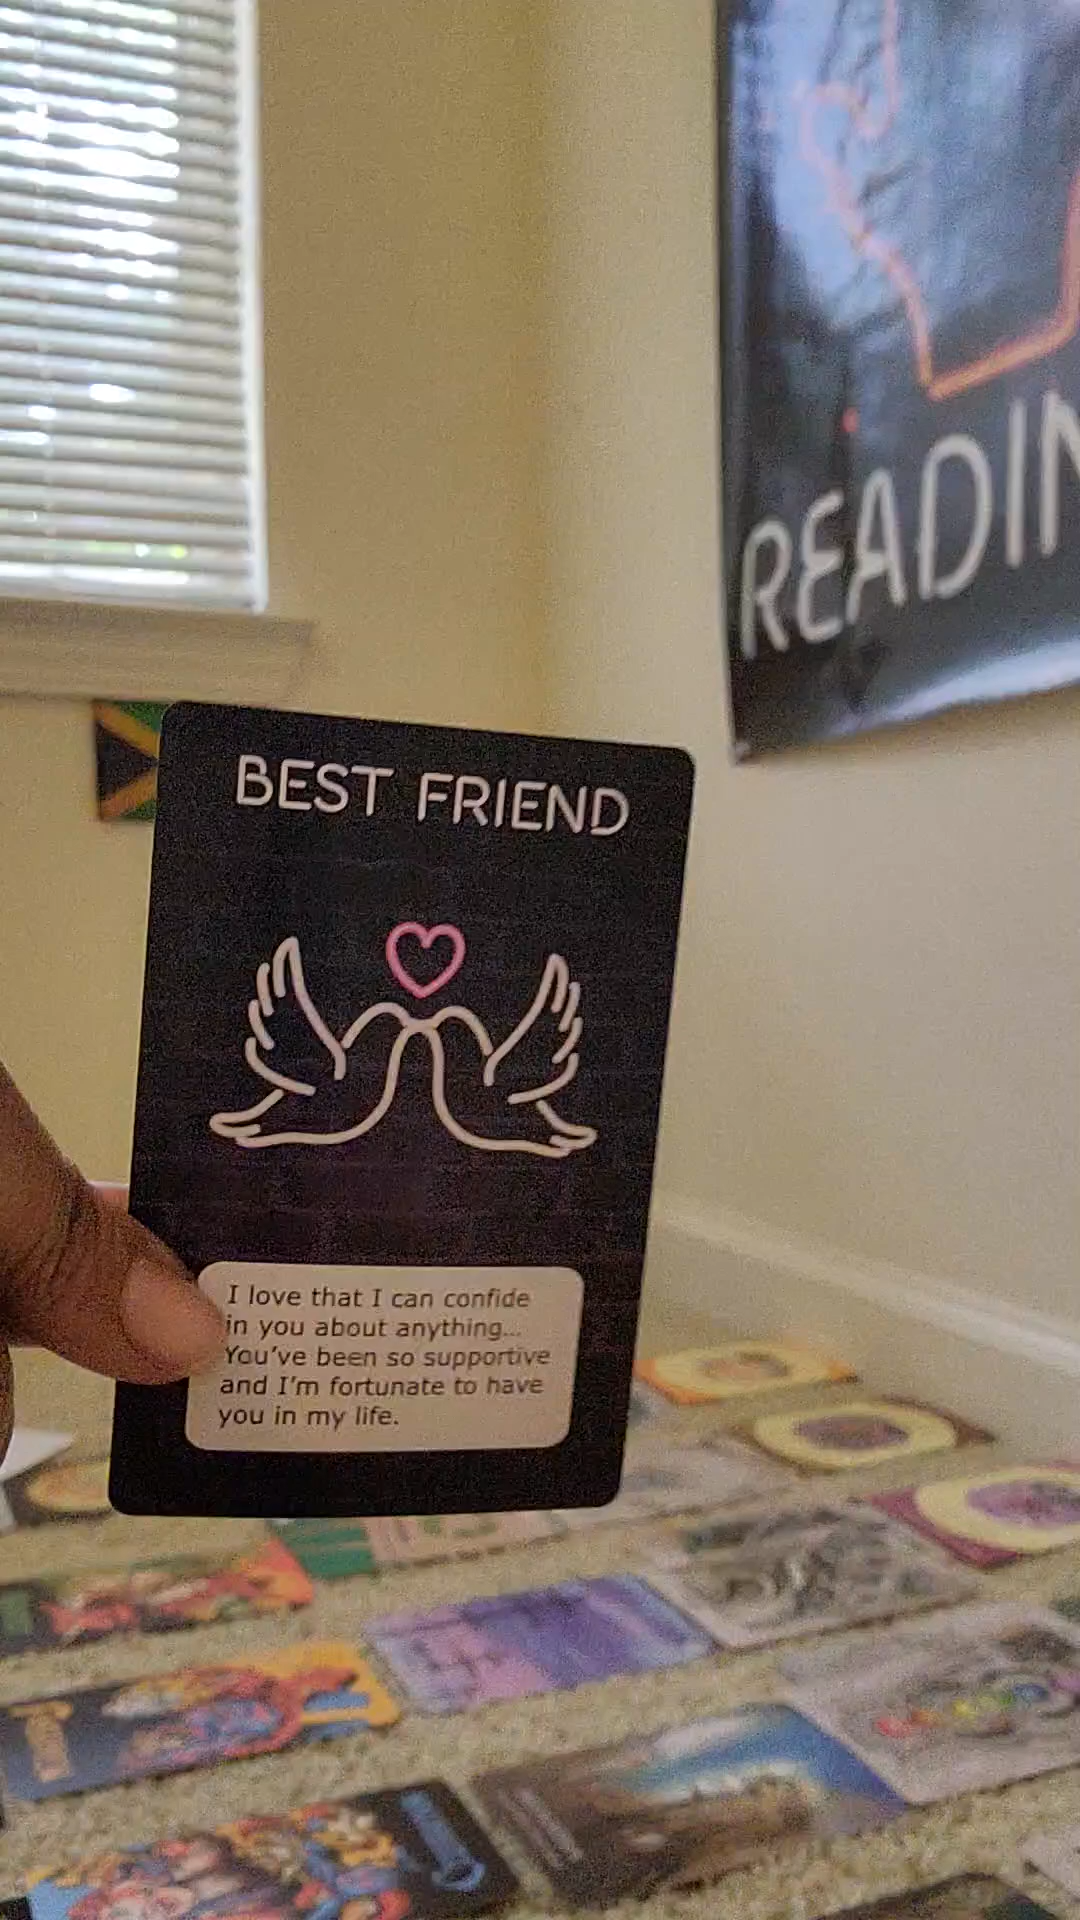 READIN
BEST FRIEND
I love that I can confide
in you about anything...
You've been so supportive
and I'm fortunate to have
you in my life.